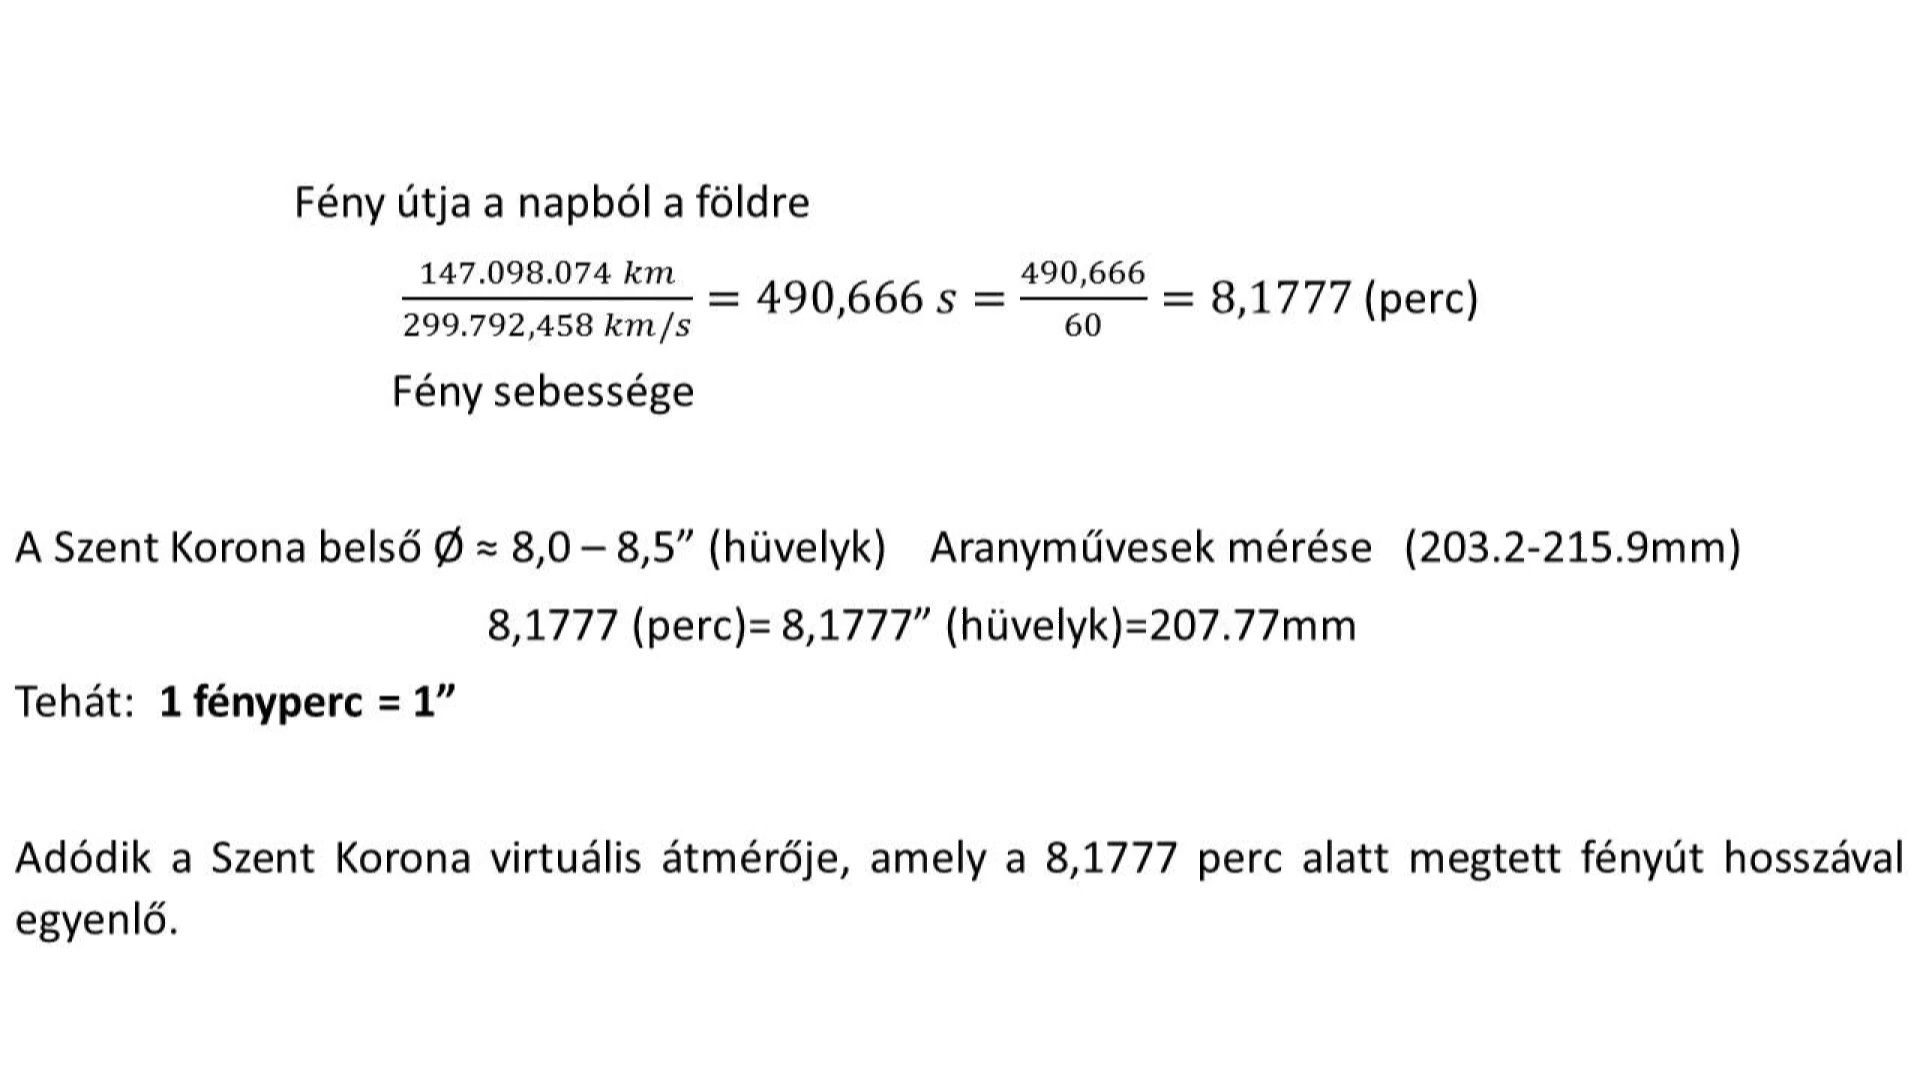 Fény útja a napból a földre
147.098.074 km / 299.792,458 km/s = 490,666 s = 490,666 / 60 = 8,1777 (perc)
Fény sebessége
A Szent Korona belső Ø ≈ 8,0 – 8,5” (hüvelyk) Aranyművesek mérése (203.2-215.9mm)
8,1777 (perc)= 8,1777” (hüvelyk)=207.77mm
Tehát: 1 fényperc = 1”
Adódik a Szent Korona virtuális átmérője, amely a 8,1777 perc alatt megtett fényút hosszával
egyenlő.